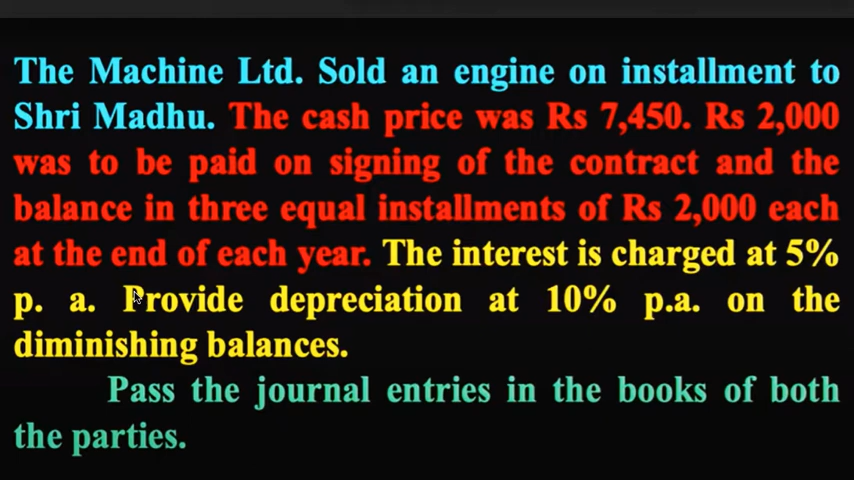 The Machine Ltd. Sold an engine on installment to
Shri Madhu. The cash price was Rs 7,450. Rs 2,000
was to be paid on signing of the contract and the
balance in three equal installments of Rs 2,000 each
at the end of each year. The interest is charged at 5%
p. a. Provide depreciation at 10% p.a. on the
diminishing balances.
Pass the journal entries in the books of both
the parties.